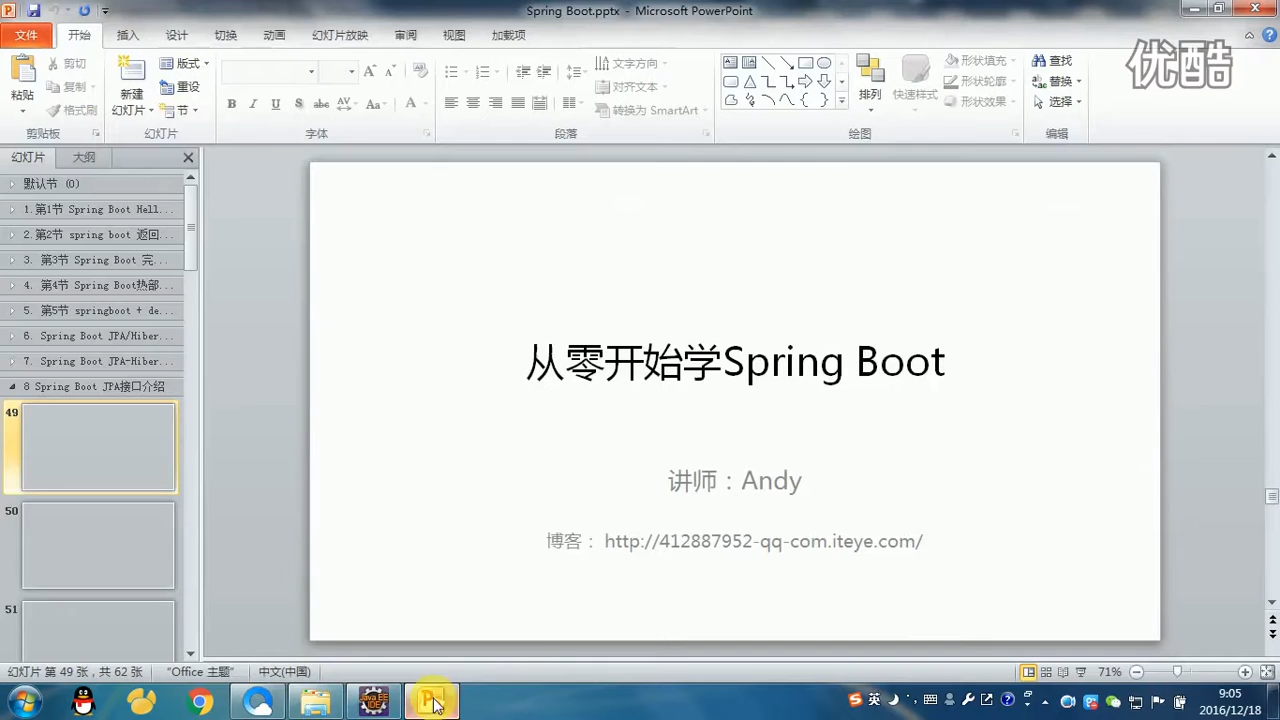 Spring Boot.pptx - Microsoft PowerPoint
文件 开始 插入 设计 切换 动画 幻灯片放映 审阅 视图 加载项
优酷
粘贴 剪切 复制 格式刷
新建幻灯片 版式 重设 节
文字方向 对齐文本 转换为 SmartArt
排列 快速样式 形状填充 形状轮廓 形状效果
查找 替换 选择
剪贴板 幻灯片 字体 段落 绘图 编辑
幻灯片 大纲
默认节 (0)
1.第1节 Spring Boot Hell...
2.第2节 spring boot 返回...
3. 第3节 Spring Boot 完...
4. 第4节 Spring Boot热部...
5. 第5节 springboot + de...
6. Spring Boot JPA/Hiber...
7. Spring Boot JPA-Hiber...
8 Spring Boot JPA接口介绍
49
50
51
从零开始学Spring Boot
讲师：Andy
博客： http://412887952-qq-com.iteye.com/
幻灯片 第 49 张，共 62 张 "Office 主题" 中文(中国) 71%
Java EE IDE
英
9:05
2016/12/18